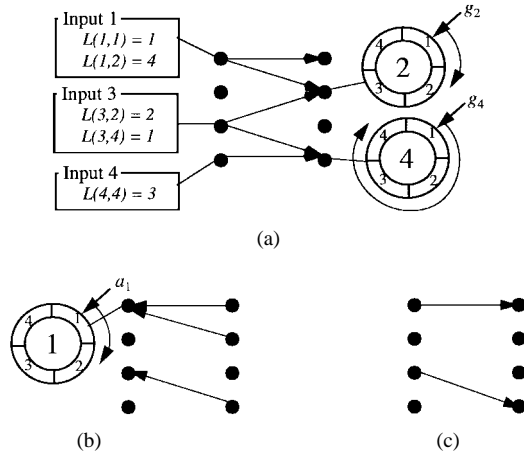 Input 1
L(1,1) = 1
L(1,2) = 4
Input 3
L(3,2) = 2
L(3,4) = 1
Input 4
L(4,4) = 3
g2
4 1
2
3 2
g4
4 1
4
3 2
(a)
a1
4 1
1
3 2
(b)
(c)